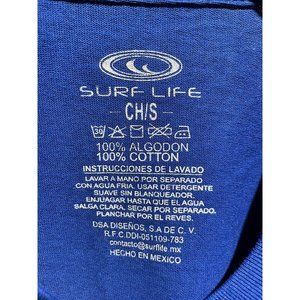 SURF LIFE
CH/S
30
100% ALGODON
100% COTTON
INSTRUCCIONES DE LAVADO
LAVAR A MANO POR SEPARADO
CON AGUA FRIA. USAR DETERGENTE
SUAVE SIN BLANQUEADOR.
ENJUAGAR HASTA QUE EL AGUA
SALGA CLARA, SECAR POR SEPARADO.
PLANCHAR POR EL REVES.
DSA DISEÑOS, S.A DE C. V.
R.F.C.DDI-051109-783
contacto@surflife.mx
HECHO EN MEXICO